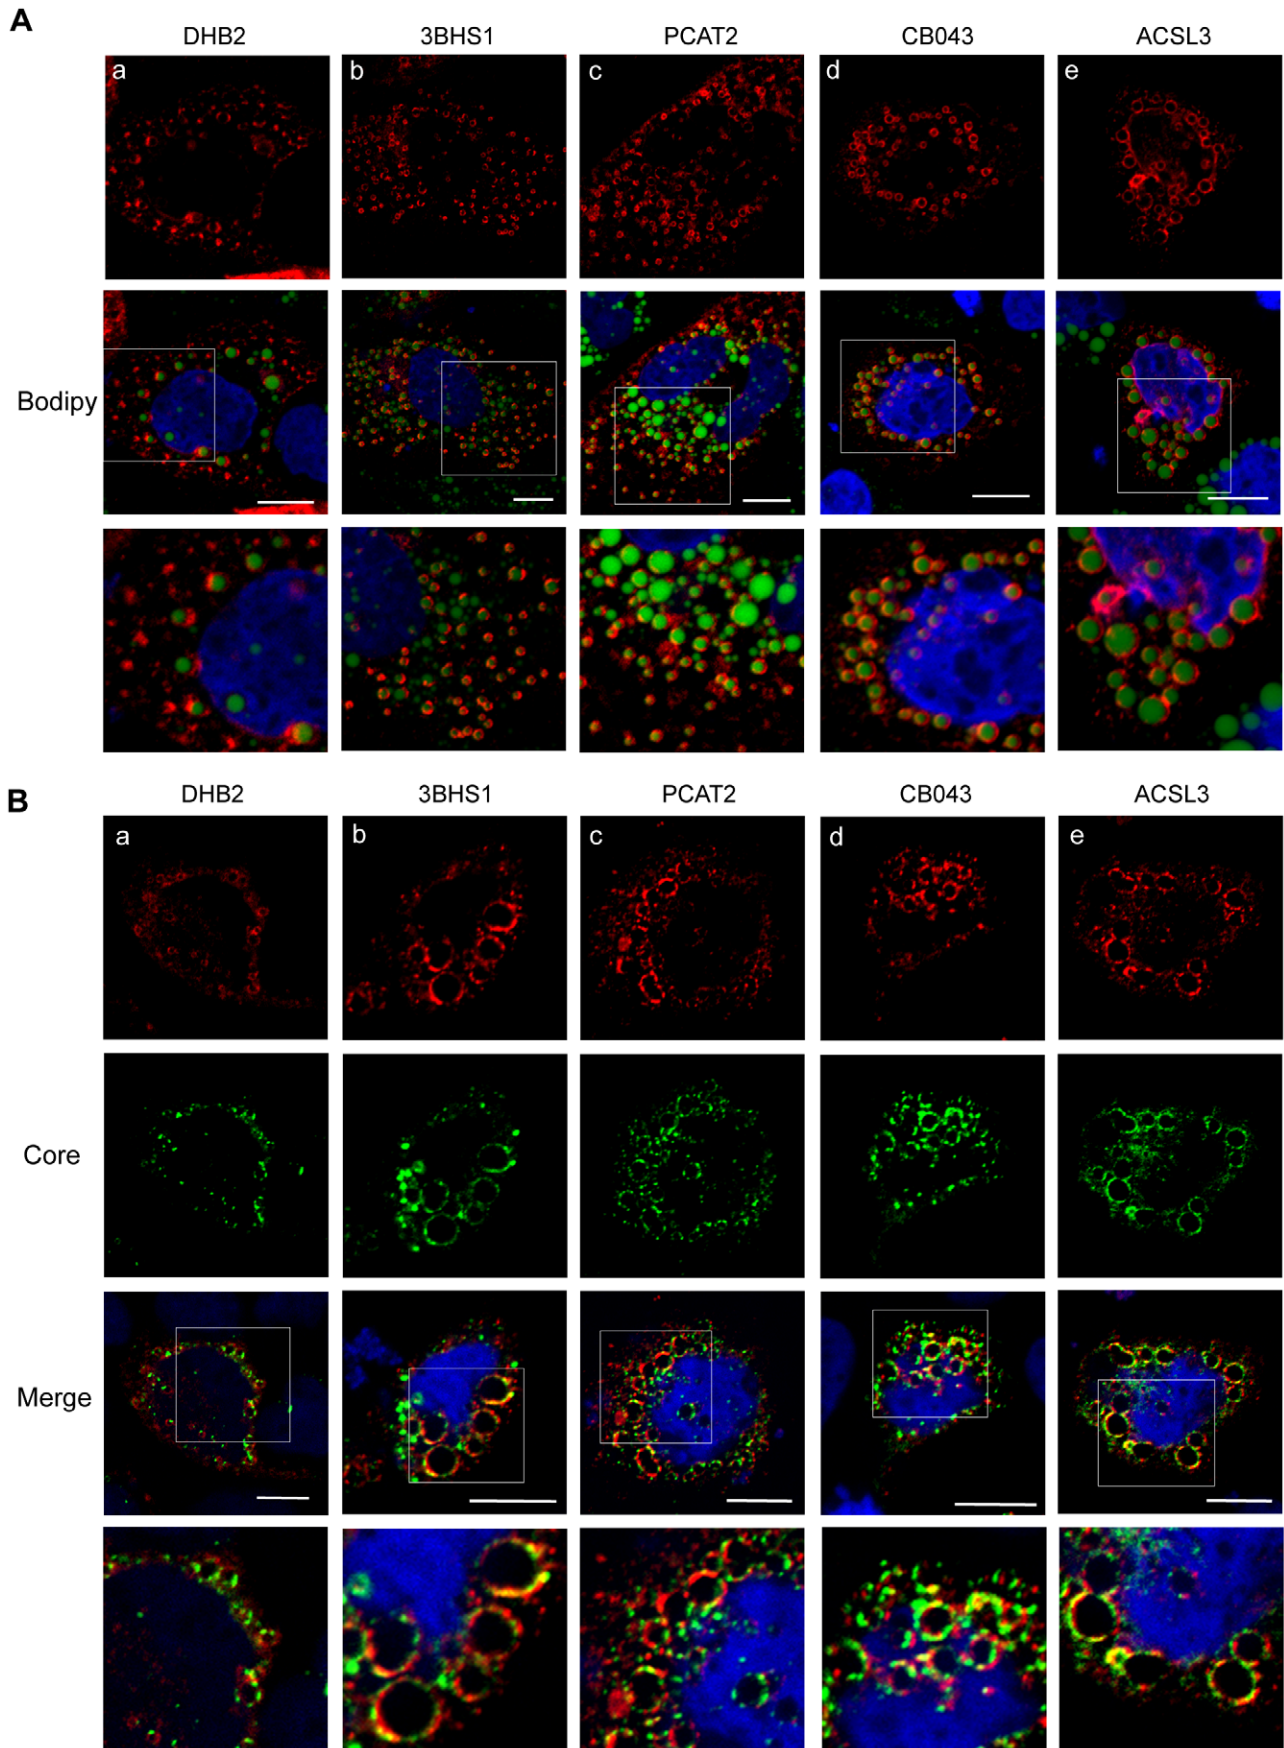 A
DHB2 3BHS1 PCAT2 CB043 ACSL3
a b c d e
Bodipy
B
DHB2 3BHS1 PCAT2 CB043 ACSL3
a b c d e
Core
Merge